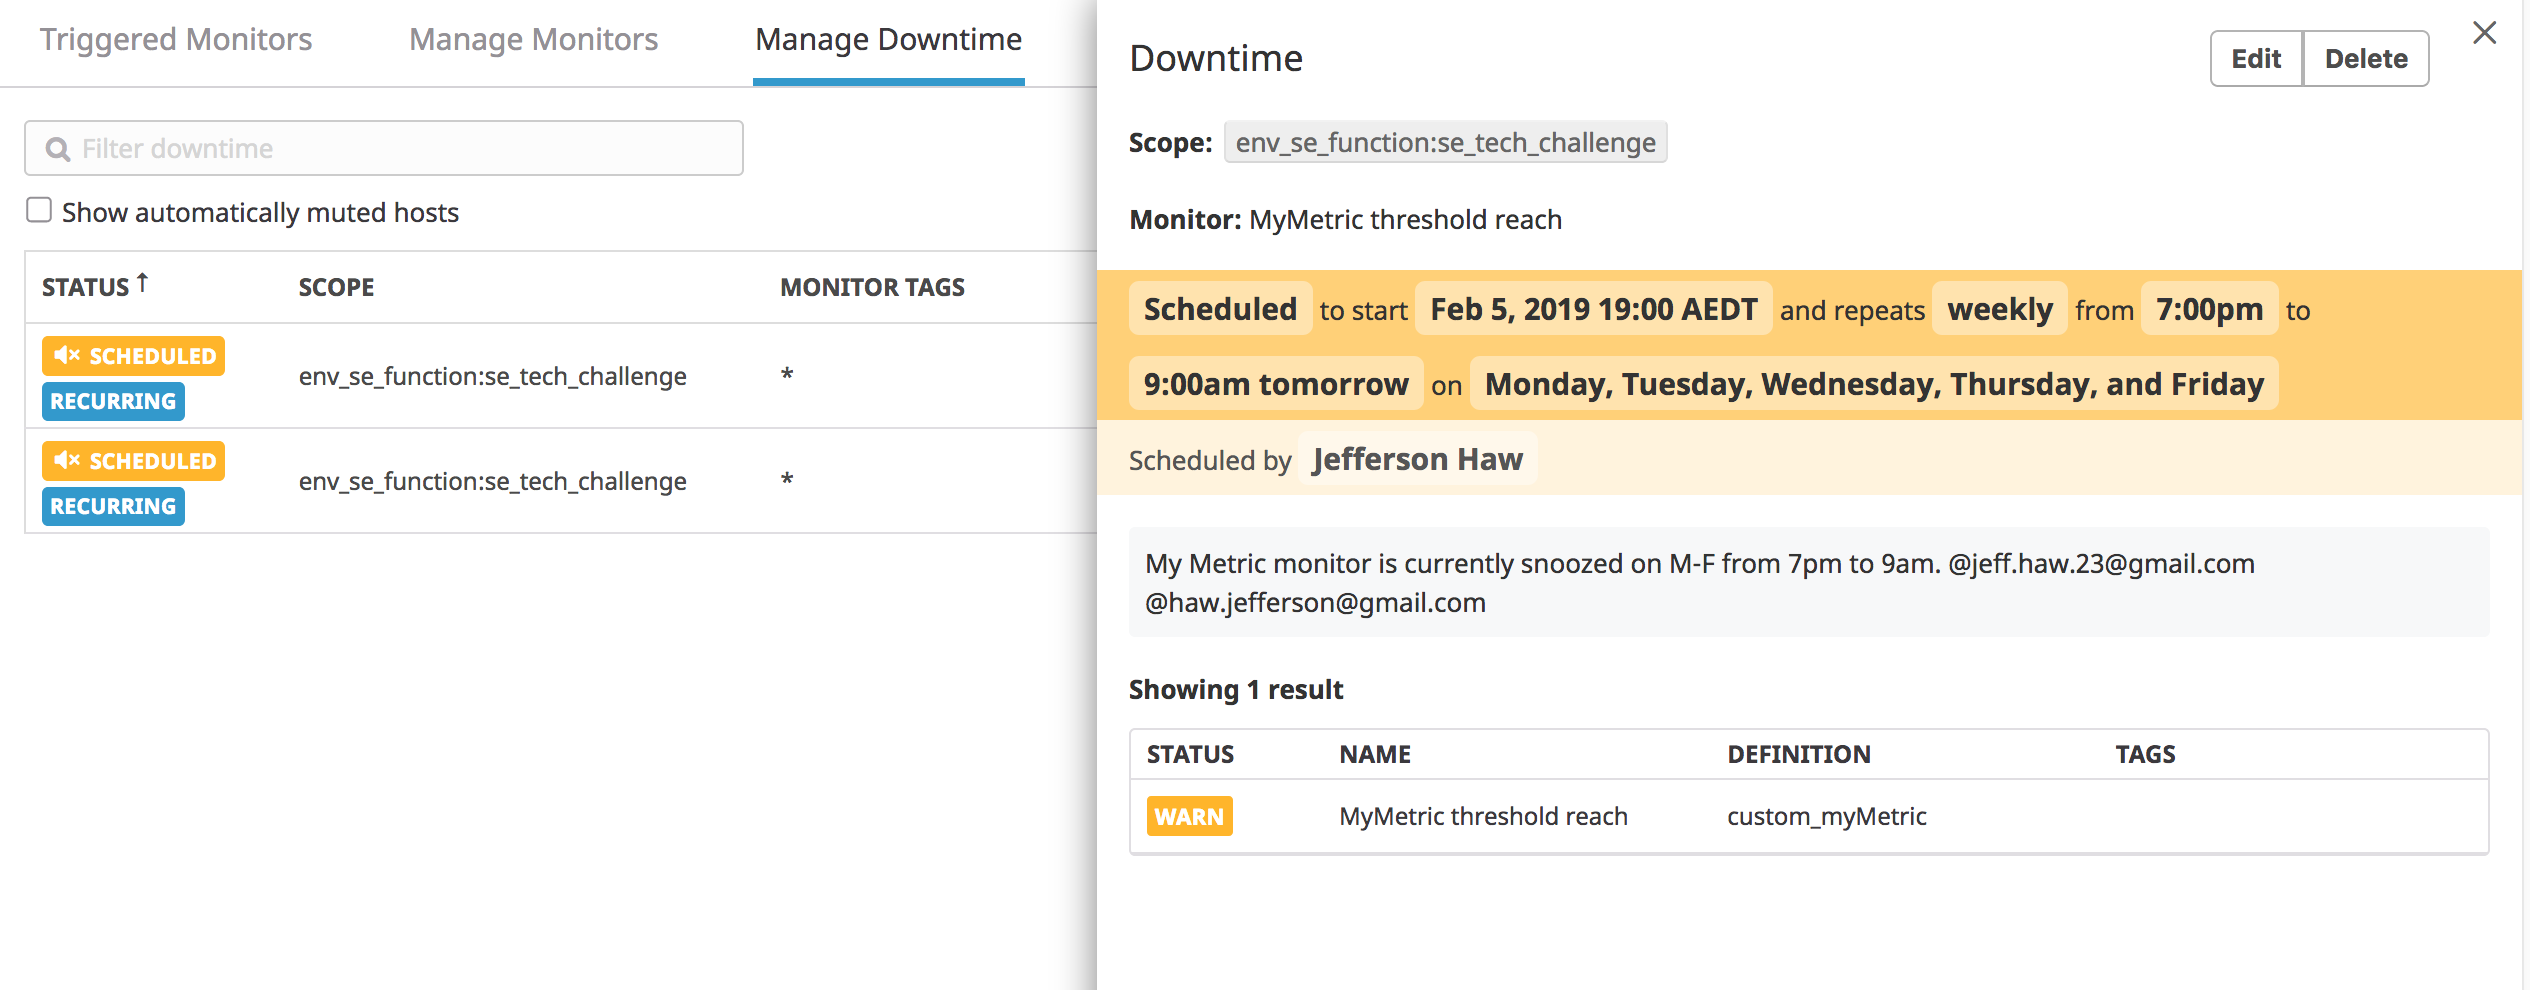 Triggered Monitors
Manage Monitors
Manage Downtime
Filter downtime
Show automatically muted hosts
STATUS↑ SCOPE MONITOR TAGS
SCHEDULED
RECURRING
env_se_function:se_tech_challenge *
SCHEDULED
RECURRING
env_se_function:se_tech_challenge *
Downtime
Edit Delete
Scope: env_se_function:se_tech_challenge
Monitor: MyMetric threshold reach
Scheduled to start Feb 5, 2019 19:00 AEDT and repeats weekly from 7:00pm to
9:00am tomorrow on Monday, Tuesday, Wednesday, Thursday, and Friday
Scheduled by Jefferson Haw
My Metric monitor is currently snoozed on M-F from 7pm to 9am. @jeff.haw.23@gmail.com
@haw.jefferson@gmail.com
Showing 1 result
STATUS NAME DEFINITION TAGS
WARN MyMetric threshold reach custom_myMetric